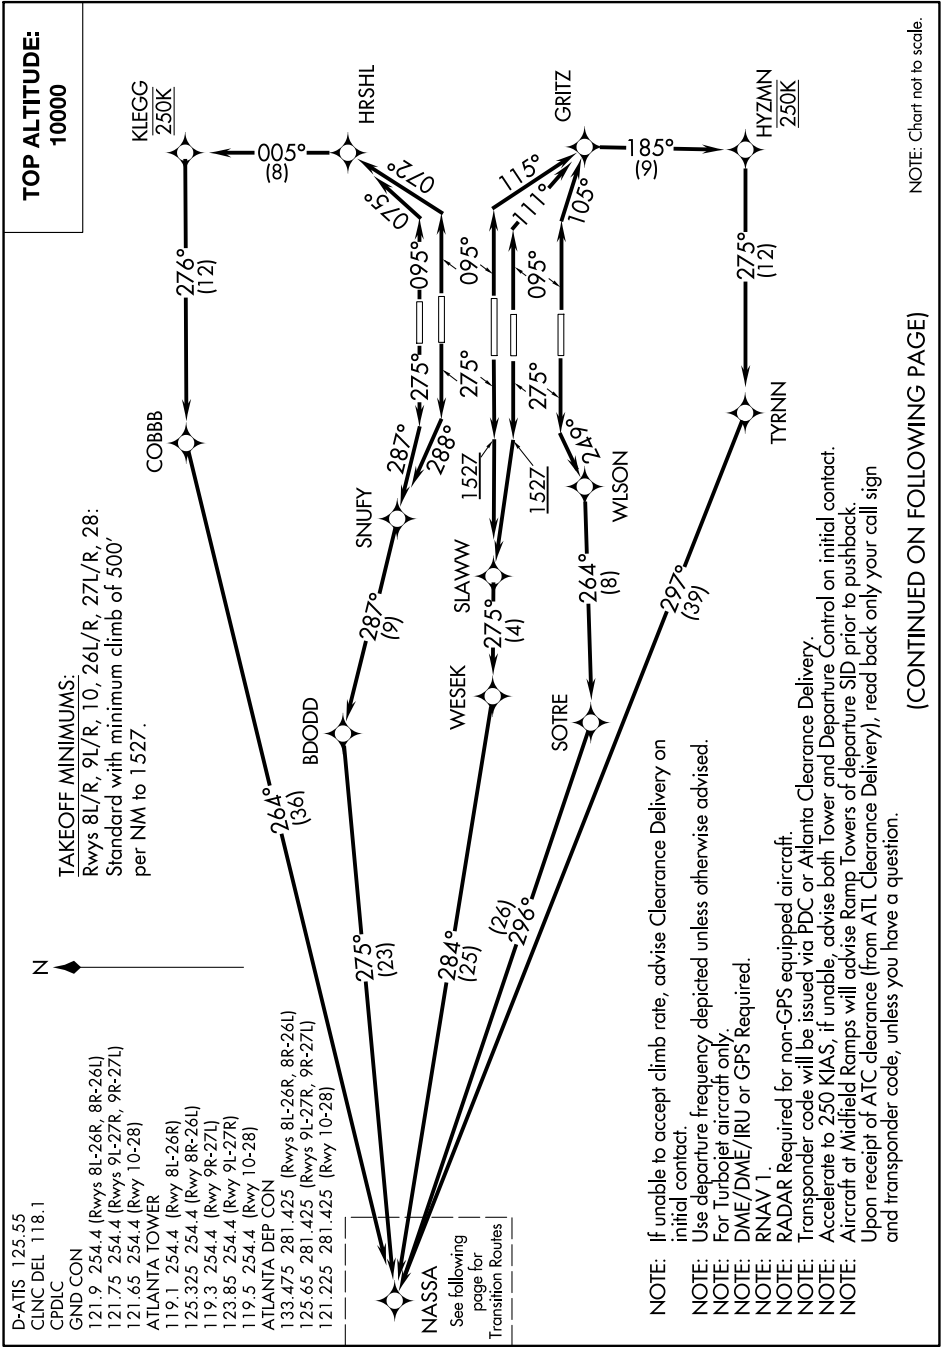 TOP ALTITUDE:
10000
D-ATIS 125.55
CLNC DEL 118.1
CPDLC
GND CON
121.9 254.4 (Rwys 8L-26R, 8R-26L)
121.75 254.4 (Rwys 9L-27R, 9R-27L)
121.65 254.4 (Rwy 10-28)
ATLANTA TOWER
119.1 254.4 (Rwy 8L-26R)
125.325 254.4 (Rwy 8R-26L)
119.3 254.4 (Rwy 9R-27L)
123.85 254.4 (Rwy 9L-27R)
119.5 254.4 (Rwy 10-28)
ATLANTA DEP CON
133.475 281.425 (Rwys 8L-26R, 8R-26L)
125.65 281.425 (Rwys 9L-27R, 9R-27L)
121.225 281.425 (Rwy 10-28)
N
TAKEOFF MINIMUMS:
Rwys 8L/R, 9L/R, 10, 26L/R, 27L/R, 28:
Standard with minimum climb of 500'
per NM to 1527.
KLEGG
250K
005°
(8)
HRSHL
276°
(12)
COBBB
264°
(36)
072°
075°
095°
095°
095°
275°
275°
275°
287°
288°
SNUFY
287°
(9)
BDODD
275°
(23)
GRITZ
115°
111°
105°
185°
(9)
HYZMN
250K
275°
(12)
TYRNN
297°
(39)
1527
1527
SLAWW
275°
(4)
WESEK
284°
(25)
249°
WLSON
264°
(8)
SOTRE
(26)
296°
NASSA
See following
page for
Transition Routes
NOTE: Chart not to scale.
NOTE: If unable to accept climb rate, advise Clearance Delivery on
initial contact.
NOTE: Use departure frequency depicted unless otherwise advised.
NOTE: For Turbojet aircraft only.
NOTE: DME/DME/IRU or GPS Required.
NOTE: RNAV 1.
NOTE: RADAR Required for non-GPS equipped aircraft.
NOTE: Transponder code will be issued via PDC or Atlanta Clearance Delivery.
NOTE: Accelerate to 250 KIAS, if unable, advise both Tower and Departure Control on initial contact.
NOTE: Aircraft at Midfield Ramps will advise Ramp Towers of departure SID prior to pushback.
Upon receipt of ATC clearance (from ATL Clearance Delivery), read back only your call sign
and transponder code, unless you have a question.
(CONTINUED ON FOLLOWING PAGE)